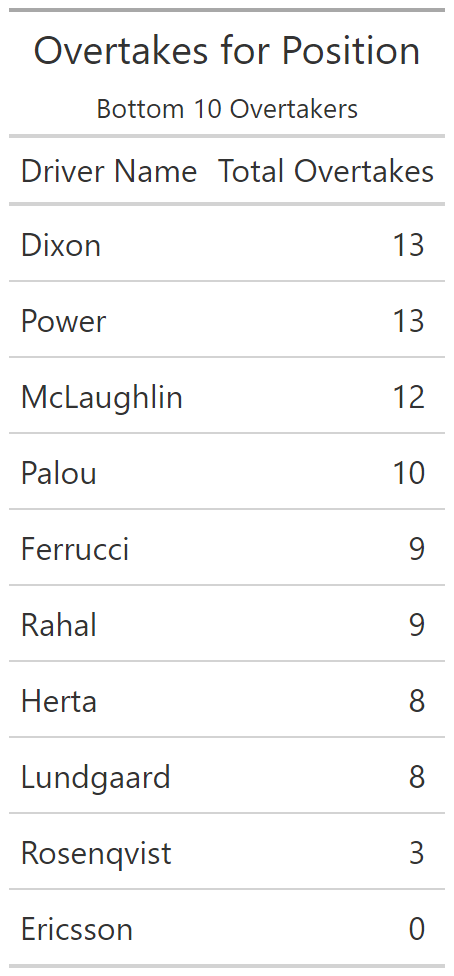 Overtakes for Position
Bottom 10 Overtakers
Driver Name Total Overtakes
Dixon 13
Power 13
McLaughlin 12
Palou 10
Ferrucci 9
Rahal 9
Herta 8
Lundgaard 8
Rosenqvist 3
Ericsson 0